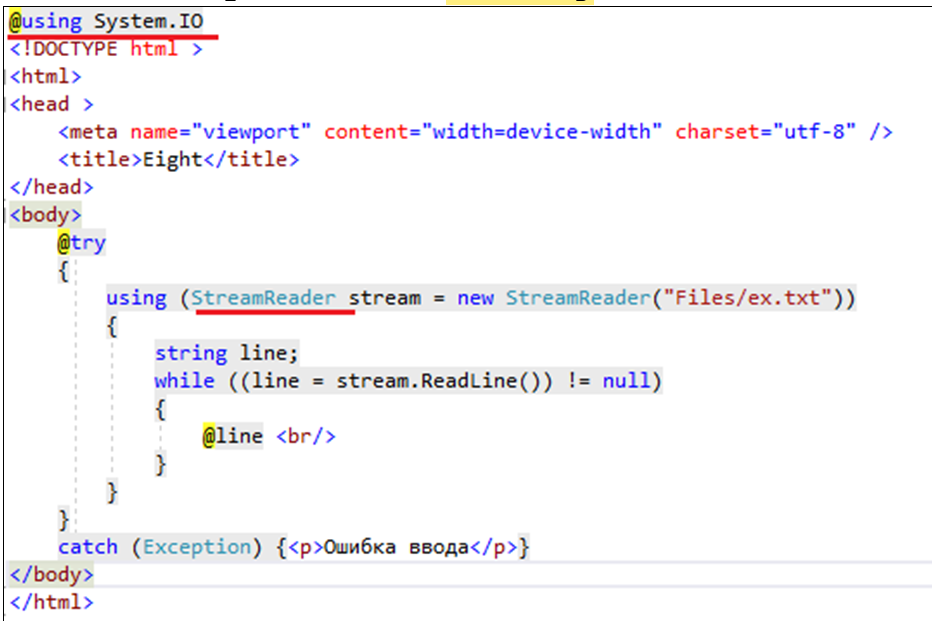 @using System.IO
<!DOCTYPE html >
<html>
<head >
    <meta name="viewport" content="width=device-width" charset="utf-8" />
    <title>Eight</title>
</head>
<body>
    @try
    {
        using (StreamReader stream = new StreamReader("Files/ex.txt"))
        {
            string line;
            while ((line = stream.ReadLine()) != null)
            {
                @line <br/>
            }
        }
    }
    catch (Exception) {<p>Ошибка ввода</p>}
</body>
</html>